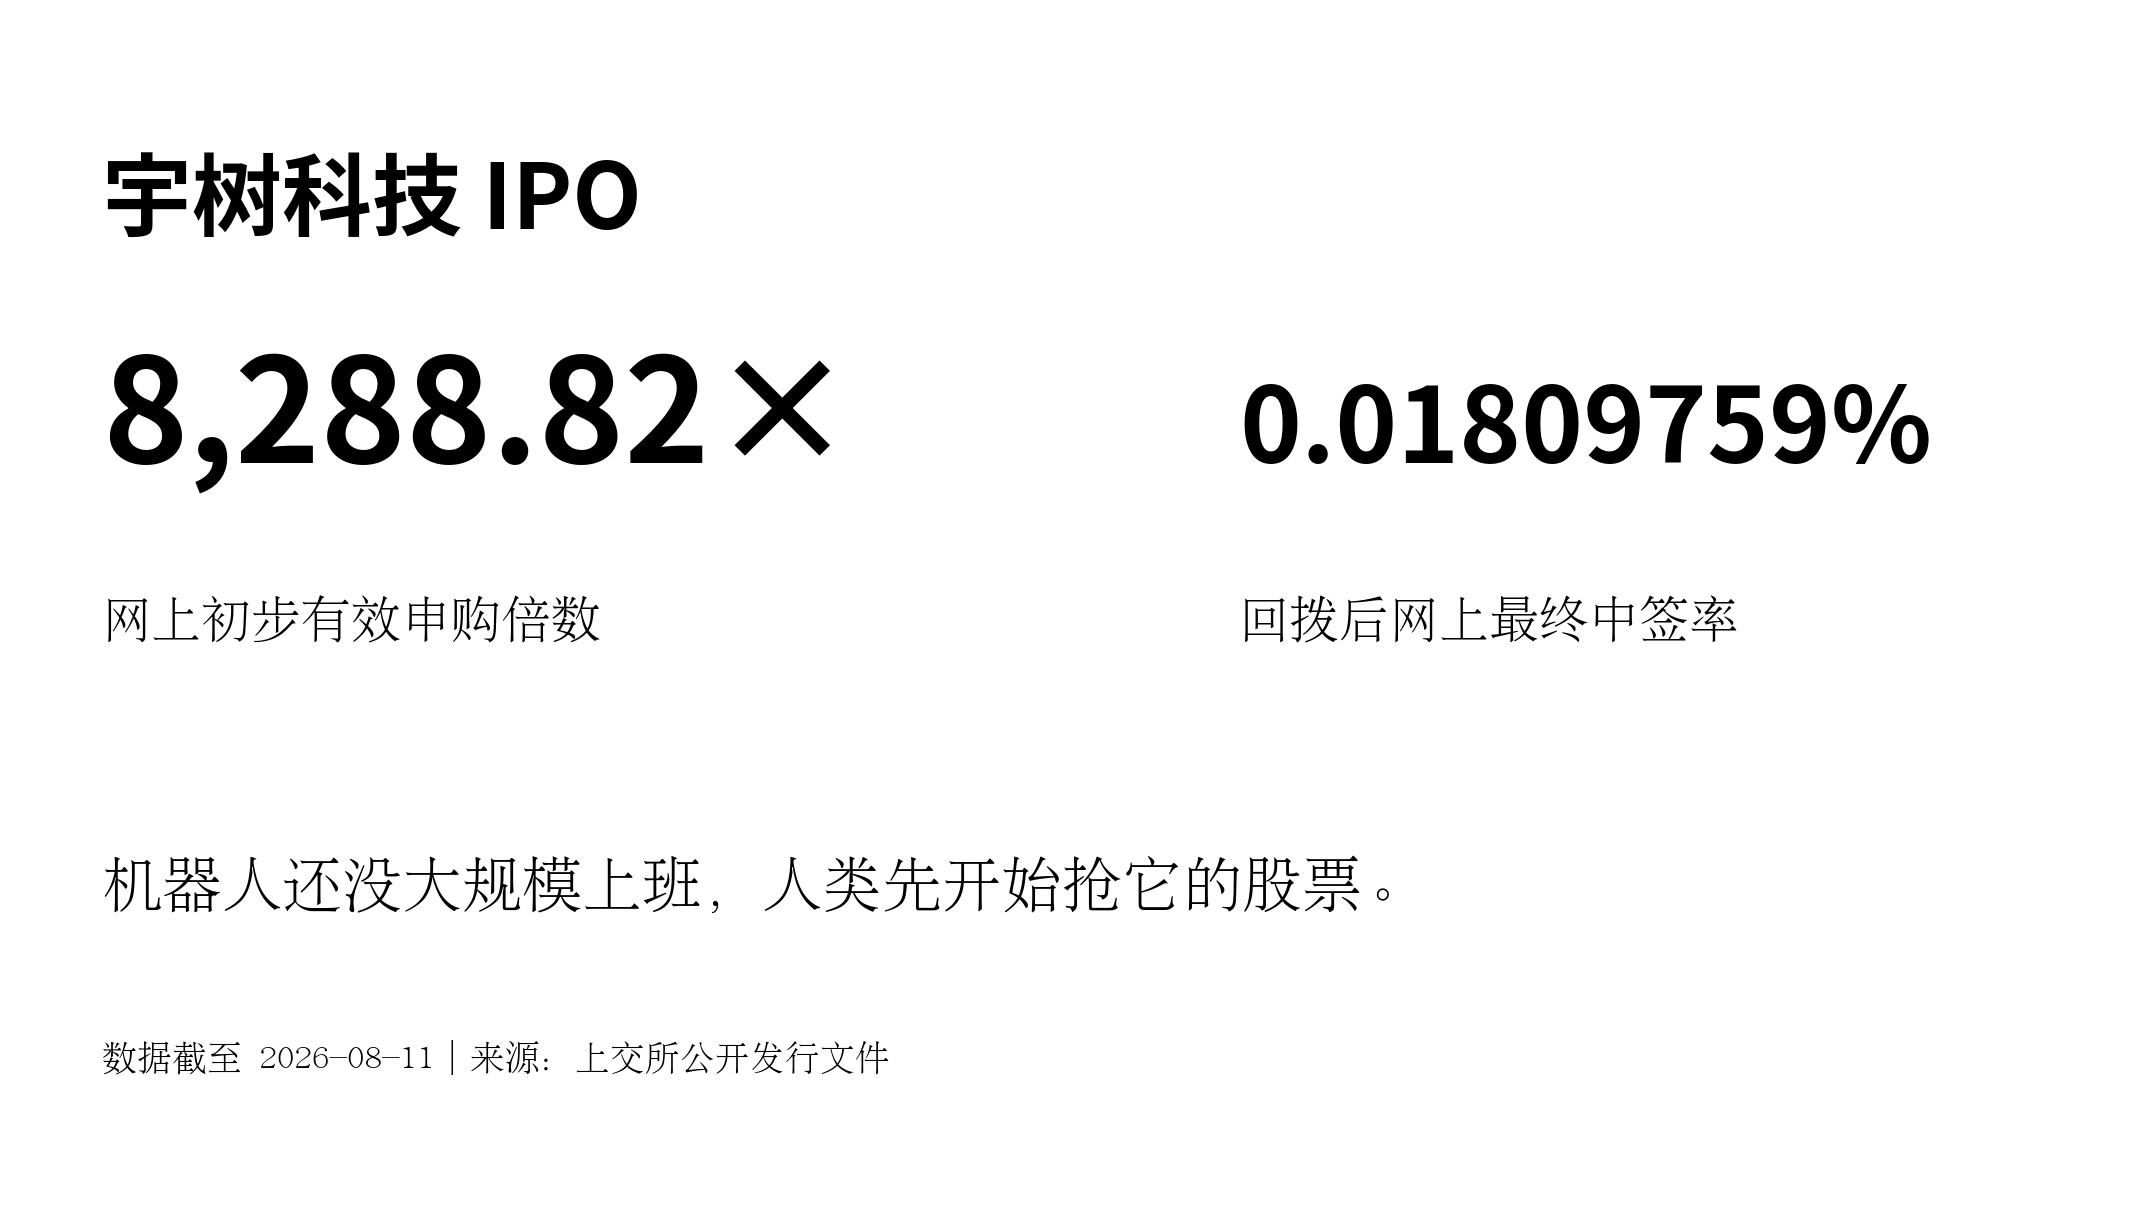 宇树科技 IPO
8,288.82×
0.01809759%
网上初步有效申购倍数
回拨后网上最终中签率
机器人还没大规模上班，人类先开始抢它的股票。
数据截至 2026-08-11｜来源：上交所公开发行文件